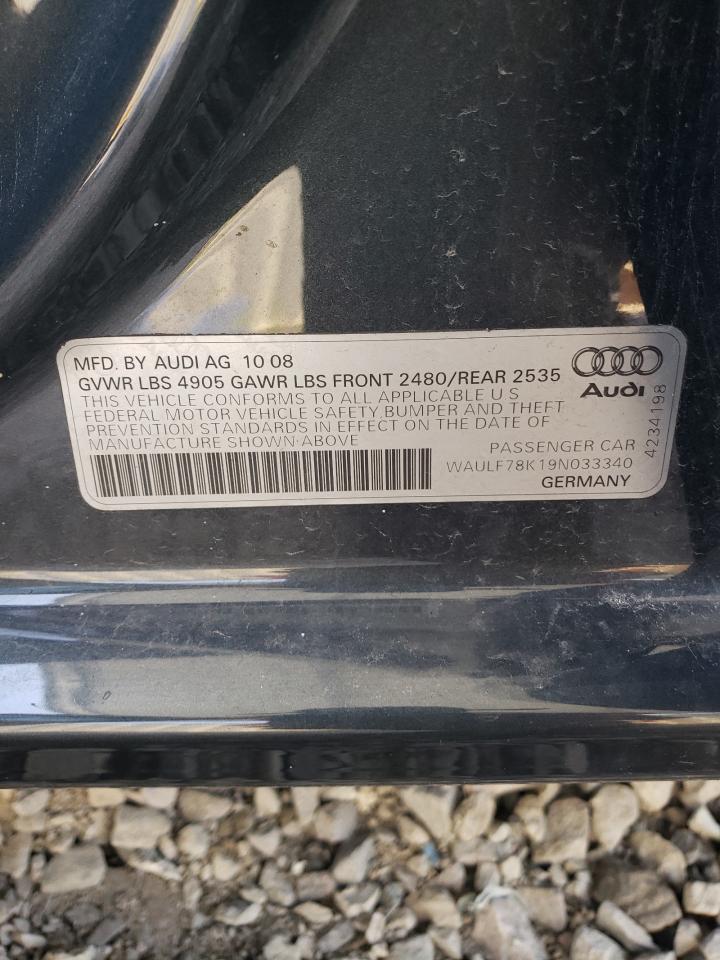 MFD. BY AUDI AG 10 08
GVWR LBS 4905 GAWR LBS FRONT 2480/REAR 2535
THIS VEHICLE CONFORMS TO ALL APPLICABLE U S
FEDERAL MOTOR VEHICLE SAFETY, BUMPER AND THEFT
PREVENTION STANDARDS IN EFFECT ON THE DATE OF
MANUFACTURE SHOWN ABOVE
PASSENGER CAR
WAULF78K19N033340
GERMANY
Audi
4234198